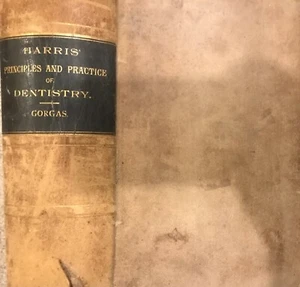 HARRIS'
PRINCIPLES AND PRACTICE
OF
DENTISTRY.
GORGAS.